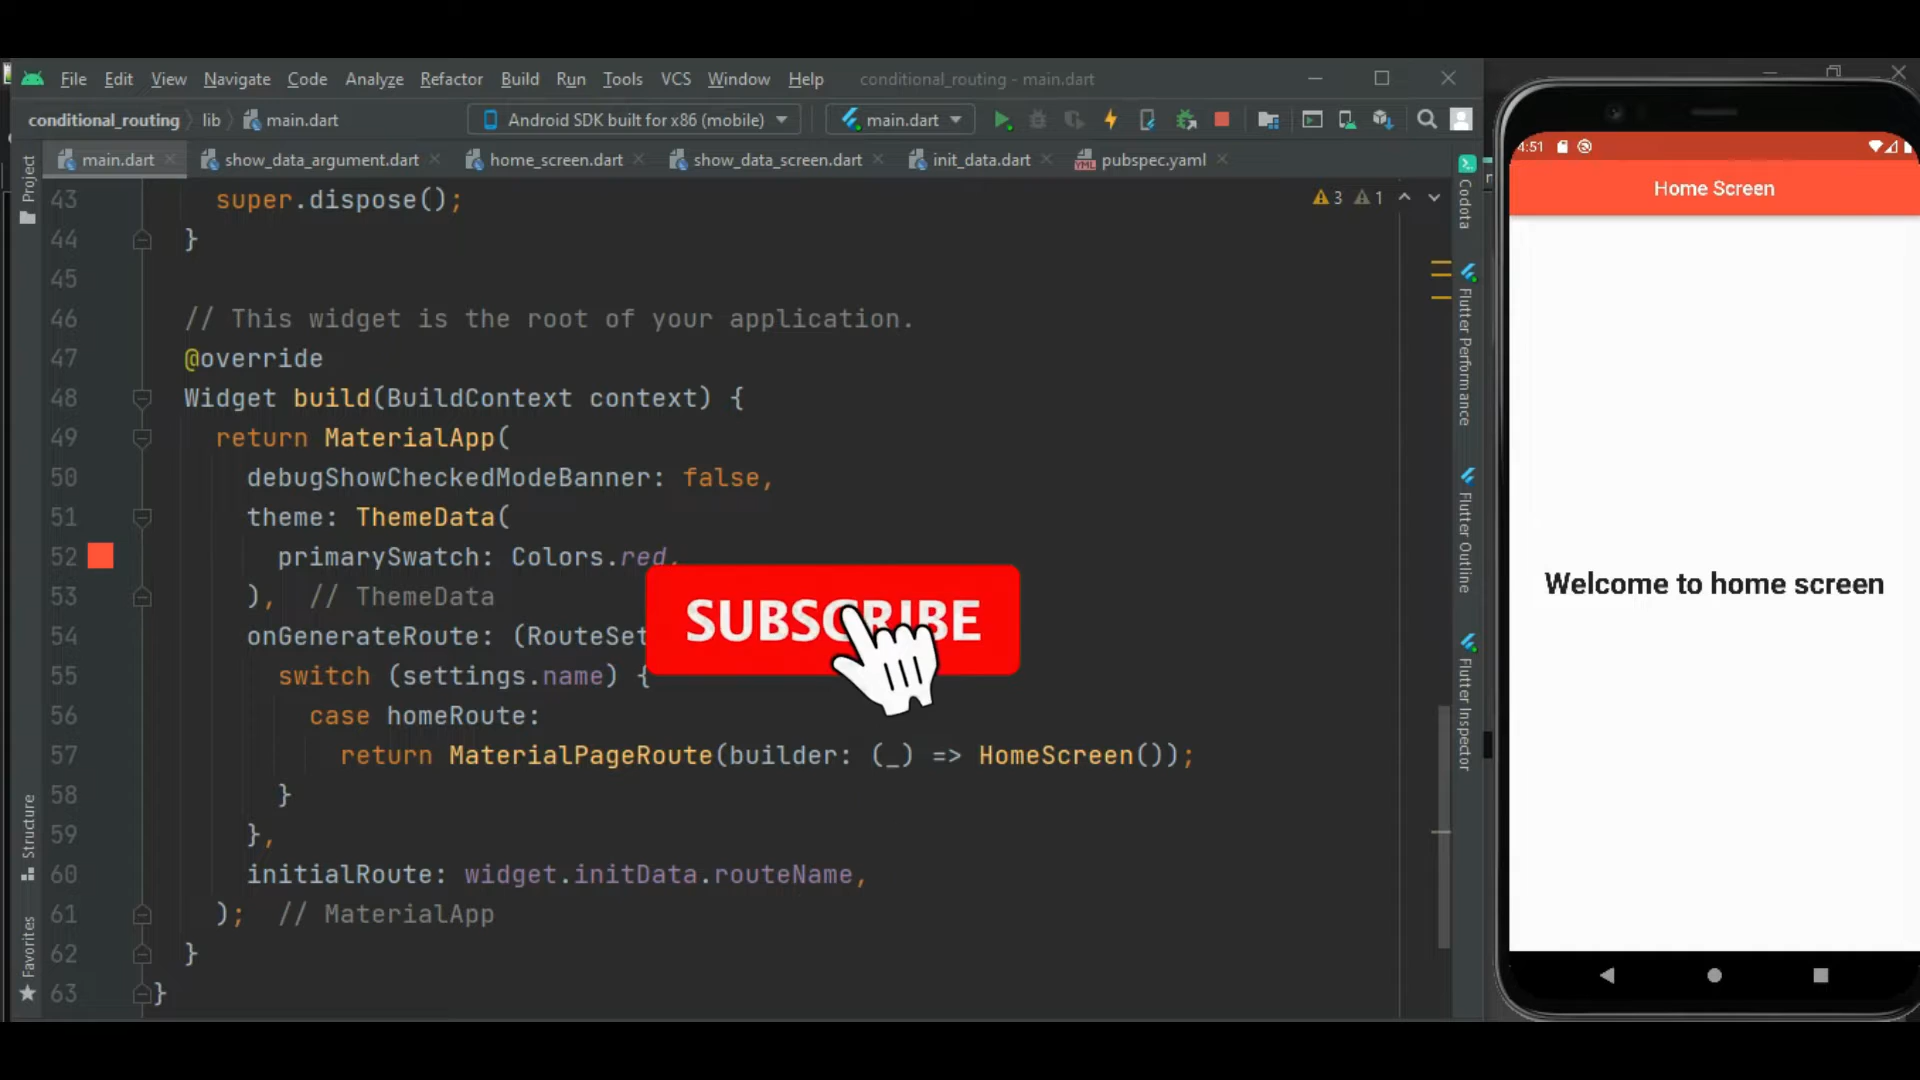 File Edit View Navigate Code Analyze Refactor Build Run Tools VCS Window Help conditional_routing - main.dart
conditional_routing lib main.dart Android SDK built for x86 (mobile) main.dart
main.dart show_data_argument.dart home_screen.dart show_data_screen.dart init_data.dart pubspec.yaml
43 super.dispose();
44 }
45
46 // This widget is the root of your application.
47 @override
48 Widget build(BuildContext context) {
49 return MaterialApp(
50 debugShowCheckedModeBanner: false,
51 theme: ThemeData(
52 primarySwatch: Colors.red,
53 ), // ThemeData
54 onGenerateRoute: (RouteSet
55 switch (settings.name) {
56 case homeRoute:
57 return MaterialPageRoute(builder: (_) => HomeScreen());
58 }
59 },
60 initialRoute: widget.initData.routeName,
61 ); // MaterialApp
62 }
63 }
3 1
SUBSCRIBE
Project
Structure
Favorites
Codota
Flutter Performance
Flutter Outline
Flutter Inspector
4:51
Home Screen
Welcome to home screen